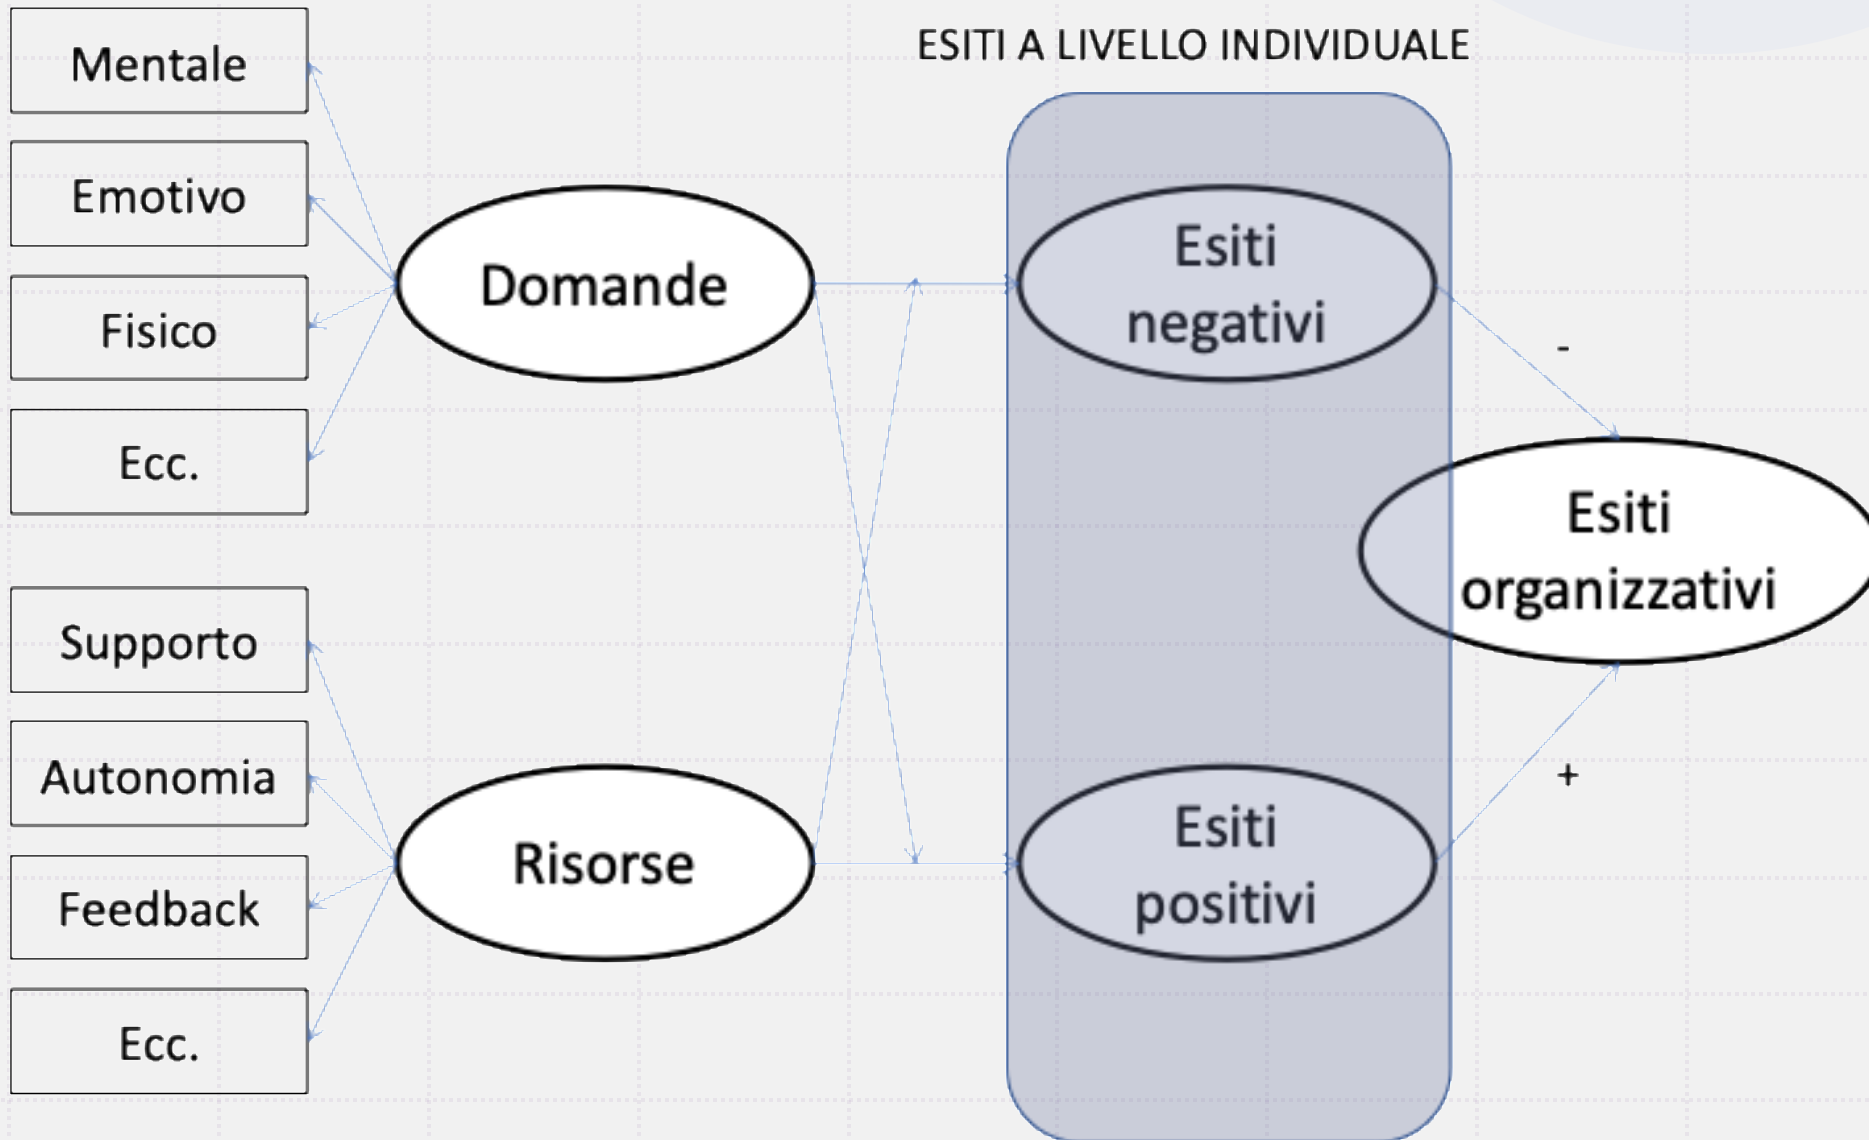 ESITI A LIVELLO INDIVIDUALE
Mentale
Emotivo
Fisico
Ecc.
Domande
Supporto
Autonomia
Feedback
Ecc.
Risorse
Esiti
negativi
Esiti
positivi
-
+
Esiti
organizzativi